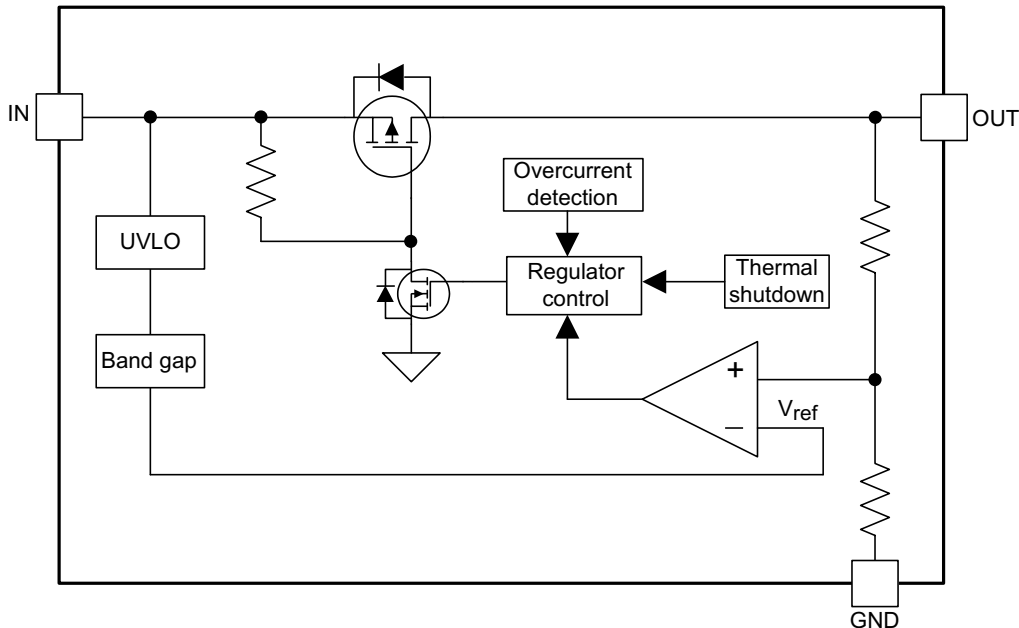 IN
OUT
Overcurrent
detection
UVLO
Regulator
control
Thermal
shutdown
Band gap
+
Vref
−
GND